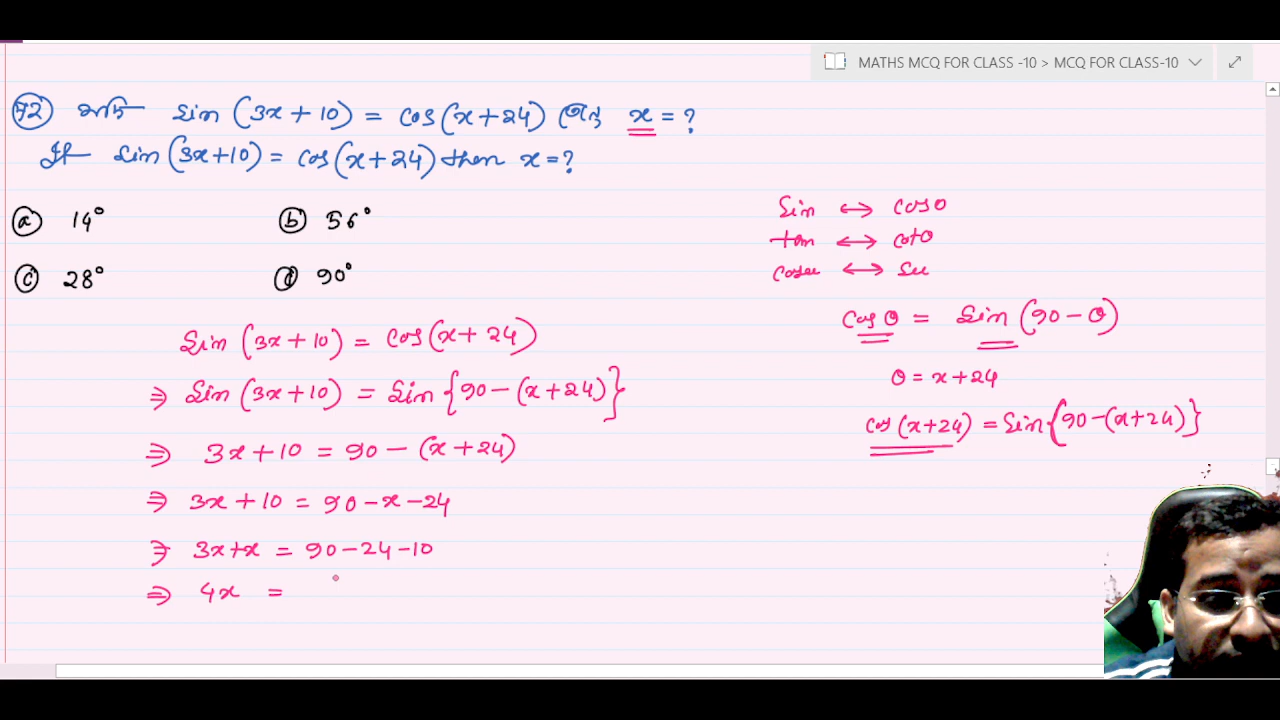 MATHS MCQ FOR CLASS -10 > MCQ FOR CLASS-10
72 যদি Sin (3x + 10) = cos (x+24) x = ?
If Sin (3x+10) = cos (x+24) then x = ?
a 14°
b 56°
c 28°
d 90°
Sin (3x+10) = cos (x+24)
⇒ Sin (3x+10) = Sin {90-(x+24)}
⇒ 3x+10 = 90 - (x+24)
⇒ 3x+10 = 90-x-24
⇒ 3x+x = 90-24-10
⇒ 4x =
Sin ↔ cosθ
tan ↔ cotθ
cosec ↔ Sec
cos θ = Sin (90-θ)
θ = x+24
cos (x+24) = Sin {90-(x+24)}